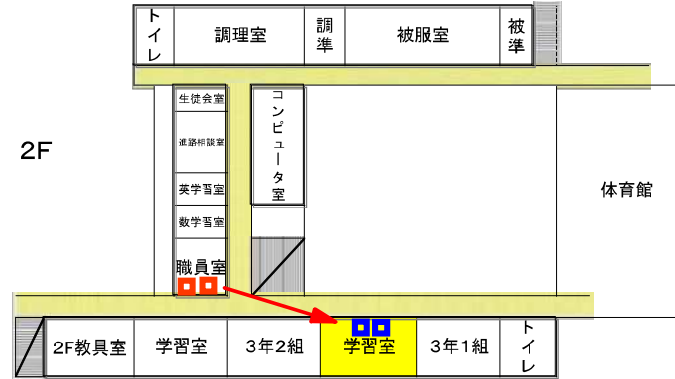 トイレ
調理室
調準
被服室
被準
生徒会室
進路相談室
英学習室
数学習室
職員室
コンピュータ室
2F
体育館
2F教具室
学習室
3年2組
学習室
3年1組
トイレ